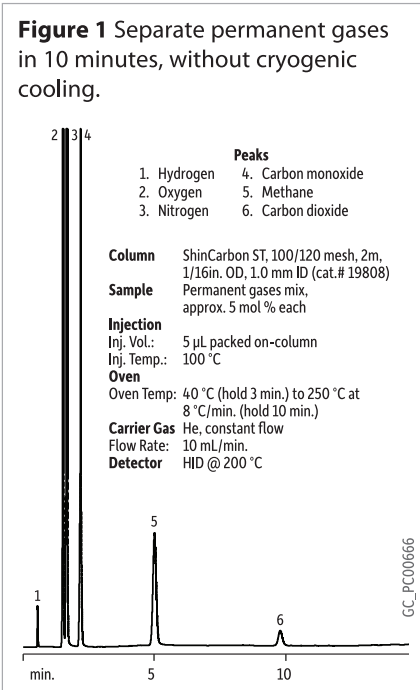 Figure 1 Separate permanent gases
in 10 minutes, without cryogenic
cooling.
2 3 4
Peaks
1. Hydrogen 4. Carbon monoxide
2. Oxygen 5. Methane
3. Nitrogen 6. Carbon dioxide
Column ShinCarbon ST, 100/120 mesh, 2m,
1/16in. OD, 1.0 mm ID (cat.# 19808)
Sample Permanent gases mix,
approx. 5 mol % each
Injection
Inj. Vol.: 5 µL packed on-column
Inj. Temp.: 100 °C
Oven
Oven Temp: 40 °C (hold 3 min.) to 250 °C at
8 °C/min. (hold 10 min.)
Carrier Gas He, constant flow
Flow Rate: 10 mL/min.
Detector HID @ 200 °C
5
1
6
GC_PC00666
min. 5 10